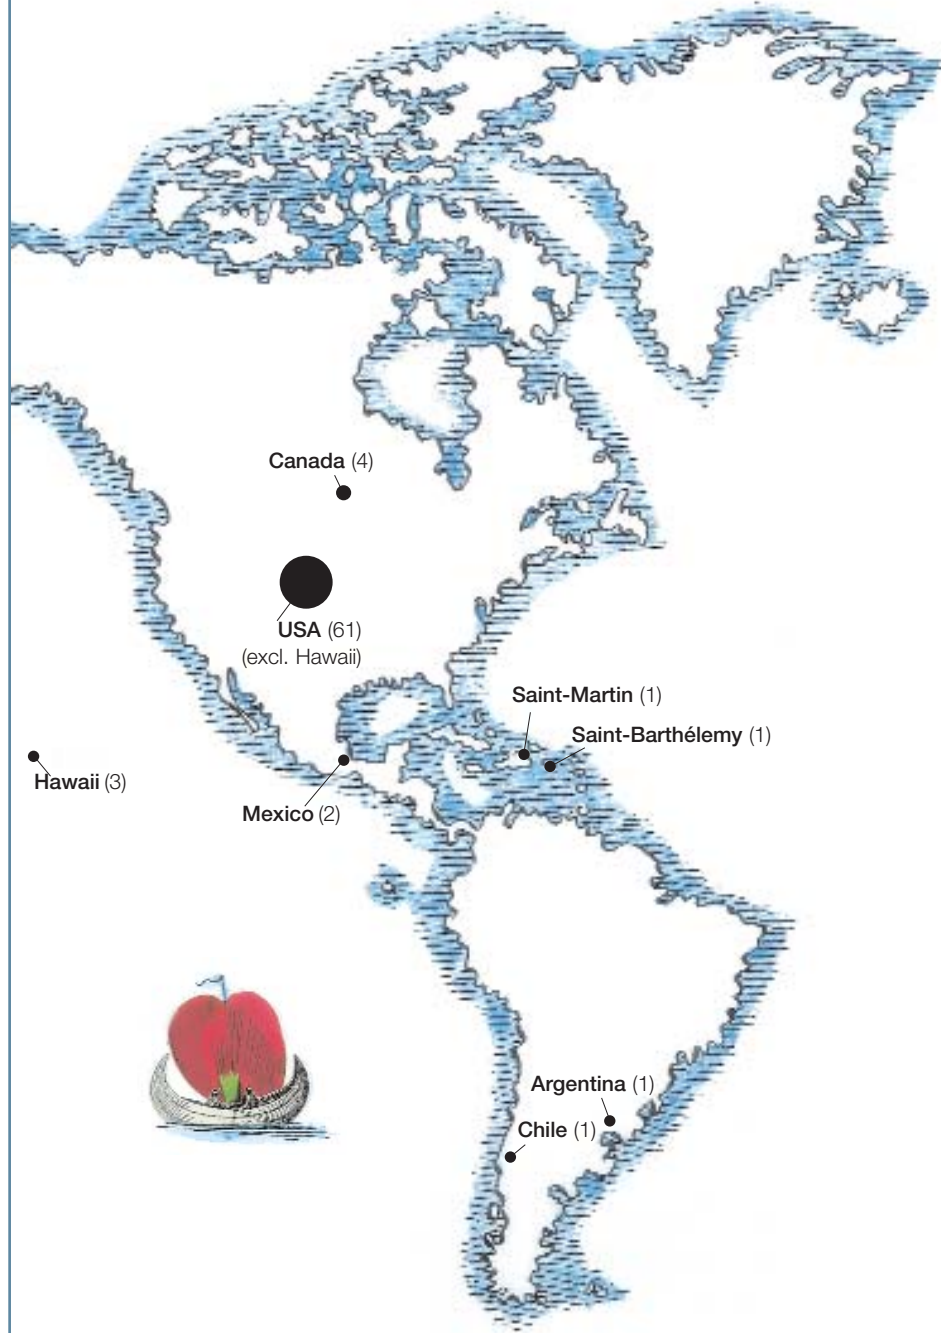 Canada (4)
USA (61)
(excl. Hawaii)
Saint-Martin (1)
Saint-Barthélemy (1)
Hawaii (3)
Mexico (2)
Argentina (1)
Chile (1)